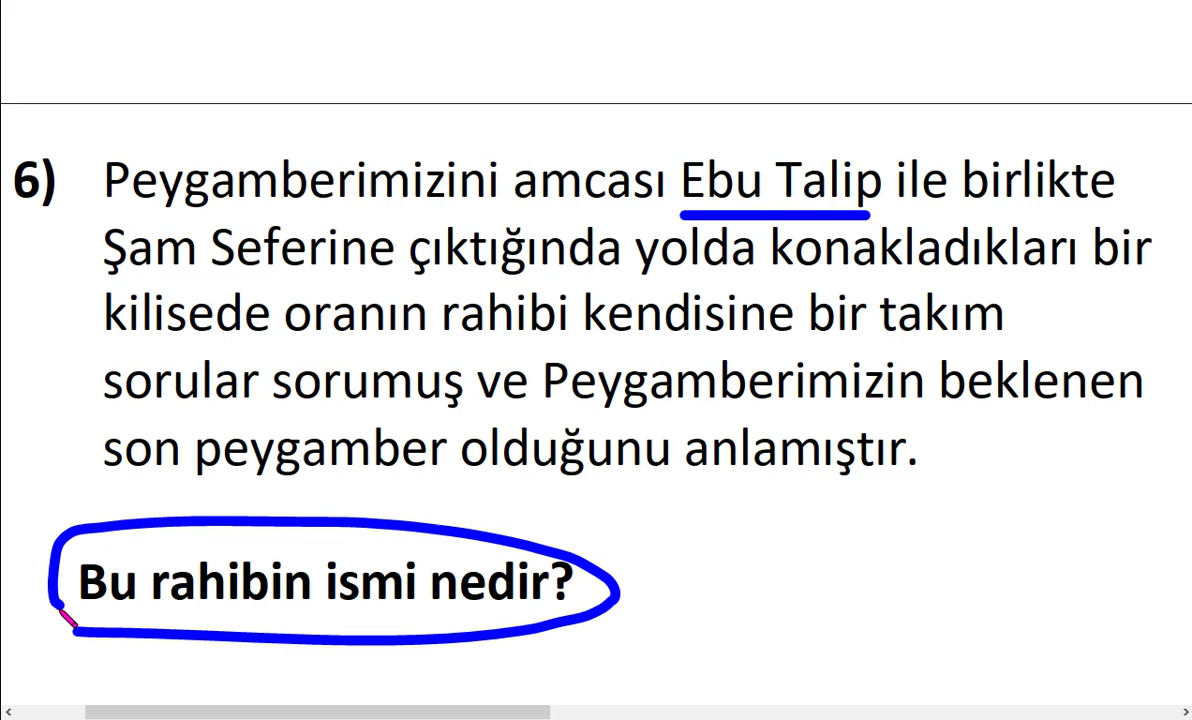 6) Peygamberimizini amcası Ebu Talip ile birlikte
Şam Seferine çıktığında yolda konakladıkları bir
kilisede oranın rahibi kendisine bir takım
sorular sorumuş ve Peygamberimizin beklenen
son peygamber olduğunu anlamıştır.
Bu rahibin ismi nedir?